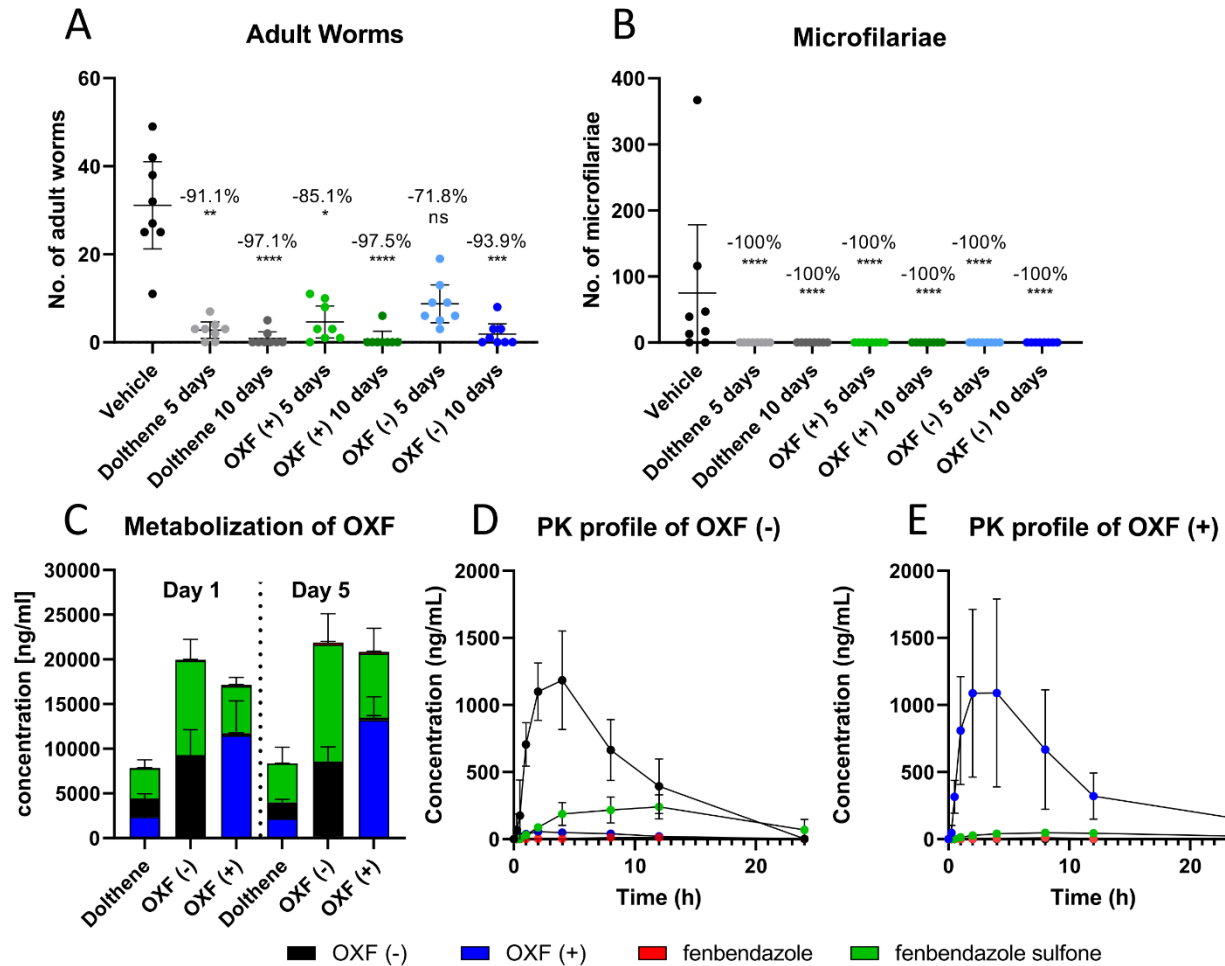 A
Adult Worms
No. of adult worms
60
40
20
0
-91.1%
**
-97.1%
****
-85.1%
*
-97.5%
****
-71.8%
ns
-93.9%
***
Vehicle
Dolthene 5 days
Dolthene 10 days
OXF (+) 5 days
OXF (+) 10 days
OXF (-) 5 days
OXF (-) 10 days
B
Microfilariae
No. of microfilariae
400
300
200
100
0
-100%
****
-100%
****
-100%
****
-100%
****
-100%
****
-100%
****
Vehicle
Dolthene 5 days
Dolthene 10 days
OXF (+) 5 days
OXF (+) 10 days
OXF (-) 5 days
OXF (-) 10 days
C
Metabolization of OXF
concentration [ng/ml]
30000
25000
20000
15000
10000
5000
0
Day 1
Day 5
Dolthene
OXF (-)
OXF (+)
Dolthene
OXF (-)
OXF (+)
D
PK profile of OXF (-)
Concentration (ng/mL)
2000
1500
1000
500
0
0
10
20
Time (h)
E
PK profile of OXF (+)
Concentration (ng/mL)
2000
1500
1000
500
0
0
10
20
Time (h)
OXF (-)
OXF (+)
fenbendazole
fenbendazole sulfone